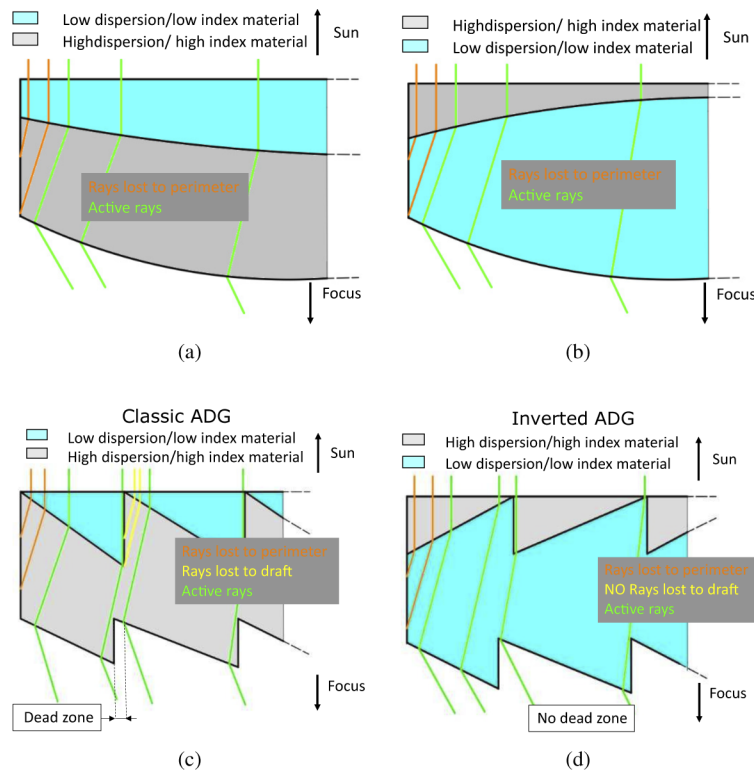 Low dispersion/low index material
Highdispersion/ high index material
Sun
Rays lost to perimeter
Active rays
Focus
(a)
Highdispersion/ high index material
Low dispersion/low index material
Sun
Rays lost to perimeter
Active rays
Focus
(b)
Classic ADG
Low dispersion/low index material
High dispersion/high index material
Sun
Rays lost to perimeter
Rays lost to draft
Active rays
Focus
Dead zone
(c)
Inverted ADG
High dispersion/high index material
Low dispersion/low index material
Sun
Rays lost to perimeter
NO Rays lost to draft
Active rays
Focus
No dead zone
(d)